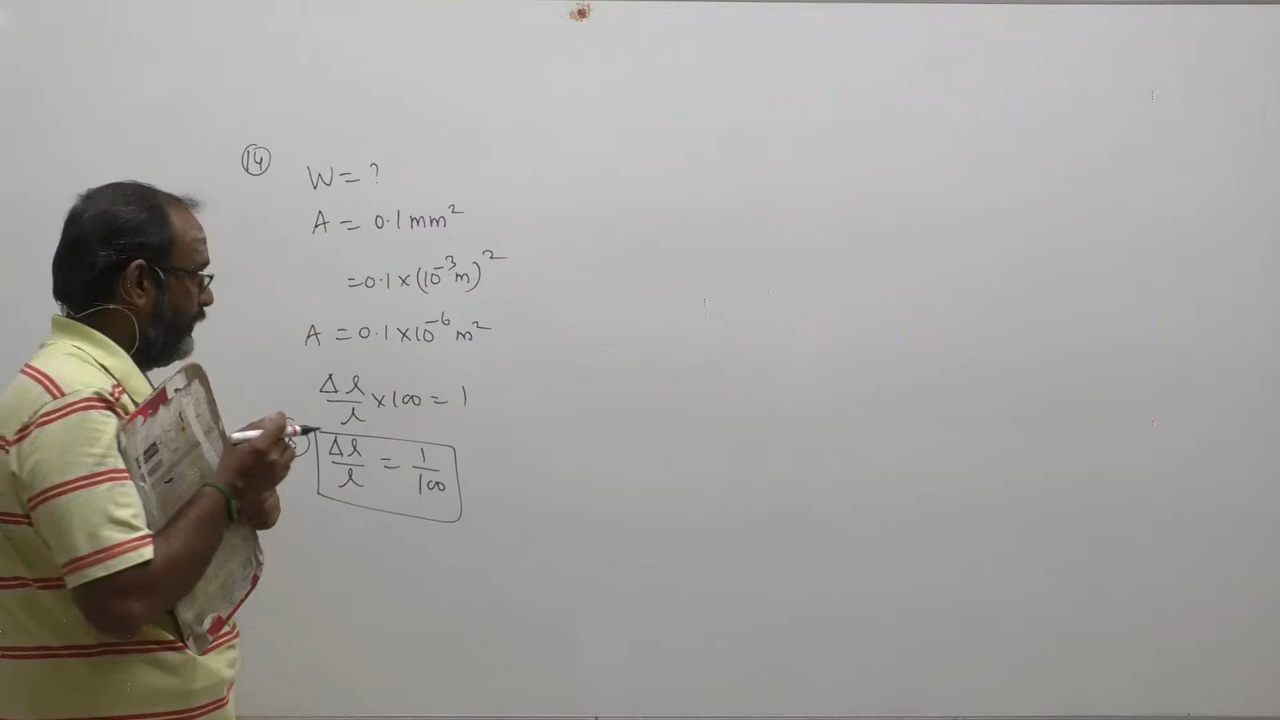 14
W = ?
A = 0.1 mm²
= 0.1 × (10⁻³ m)²
A = 0.1 × 10⁻⁶ m²
Δl/l × 100 = 1
Δl/l = 1/100